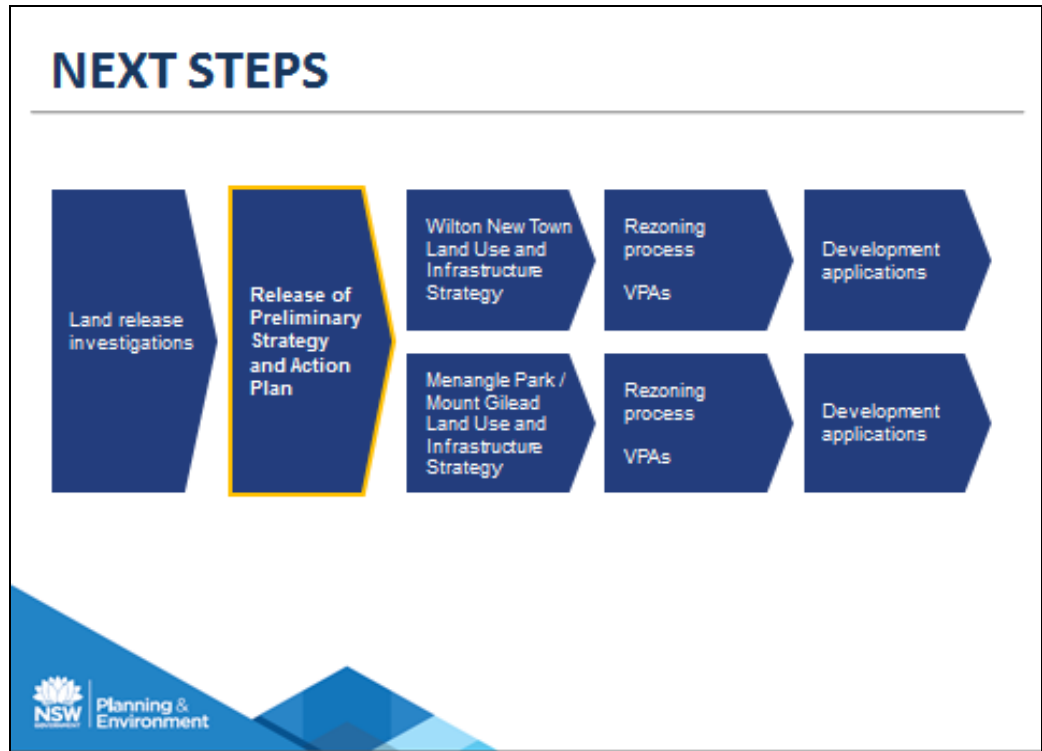 NEXT STEPS
Land release
investigations
Release of
Preliminary
Strategy
and Action
Plan
Wilton New Town
Land Use and
Infrastructure
Strategy
Rezoning
process
VPAs
Development
applications
Menangle Park /
Mount Gilead
Land Use and
Infrastructure
Strategy
Rezoning
process
VPAs
Development
applications
NSW
GOVERNMENT
Planning &
Environment